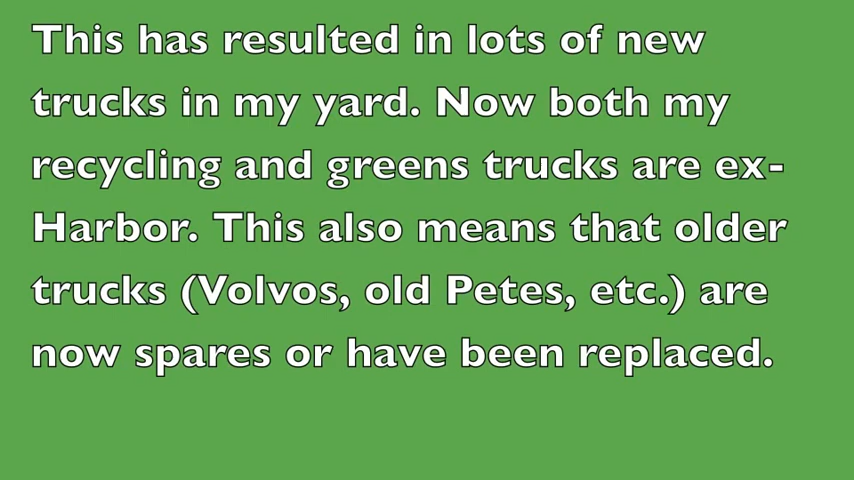 This has resulted in lots of new
trucks in my yard. Now both my
recycling and greens trucks are ex-
Harbor. This also means that older
trucks (Volvos, old Petes, etc.) are
now spares or have been replaced.